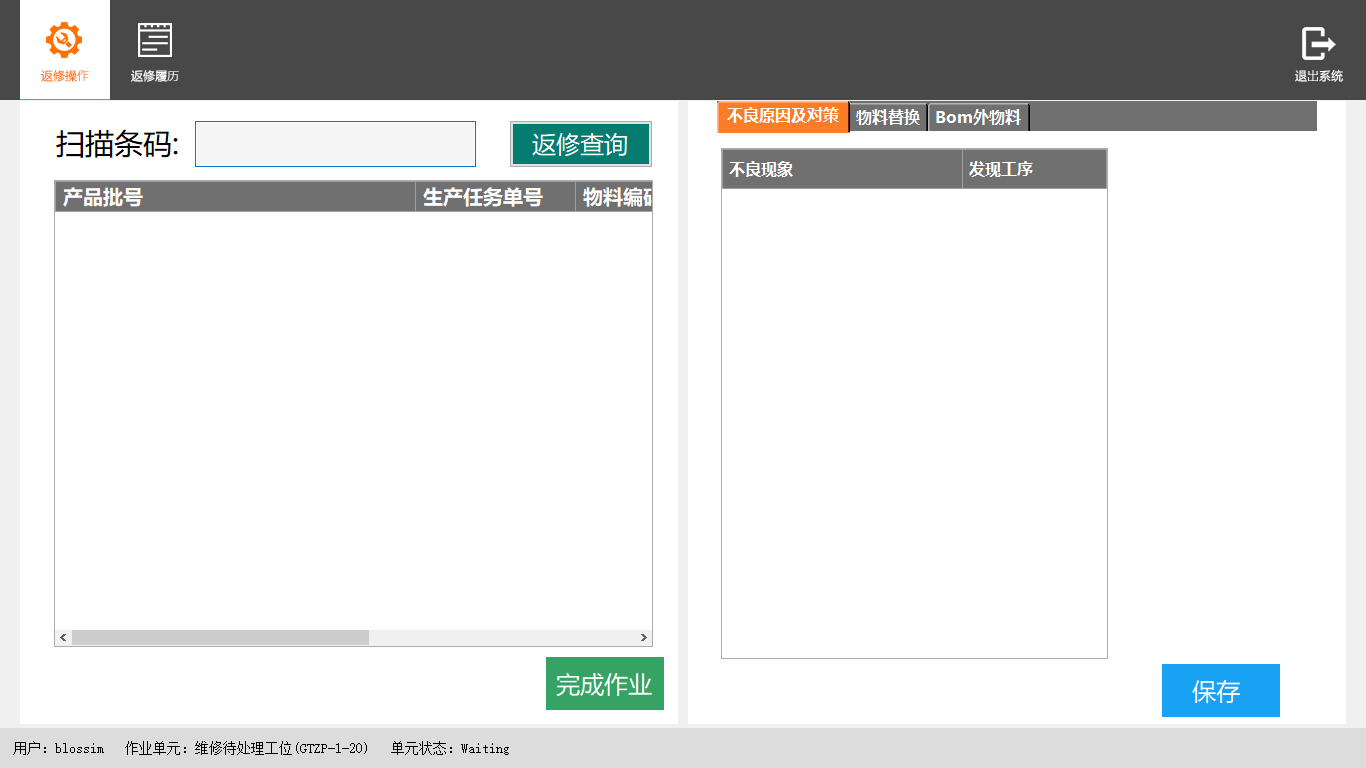 返修操作
返修履历
退出系统
扫描条码:
返修查询
产品批号 生产任务单号 物料编码
完成作业
不良原因及对策 物料替换 Bom外物料
不良现象 发现工序
保存
用户: blossim 作业单元: 维修待处理工位(GTZP-1-20) 单元状态: Waiting